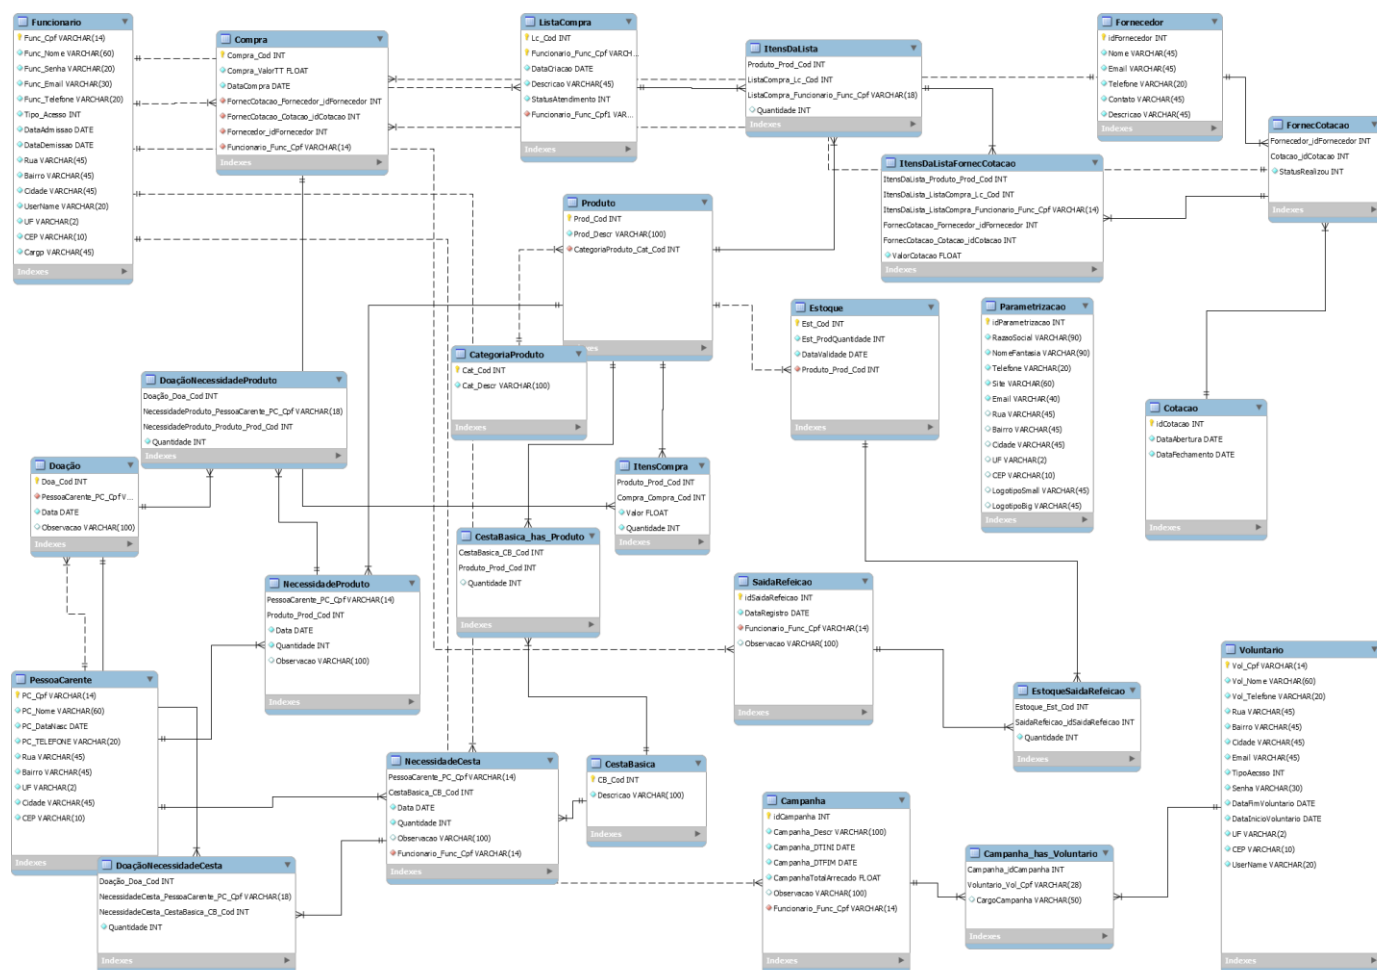 Funcionario
Func_Cpf VARCHAR(14)
Func_Nome VARCHAR(60)
Func_Senha VARCHAR(20)
Func_Email VARCHAR(30)
Func_Telefone VARCHAR(20)
Tipo_Acesso INT
DataAdmissao DATE
DataDemissao DATE
Rua VARCHAR(45)
Bairro VARCHAR(45)
Cidade VARCHAR(45)
UserName VARCHAR(20)
UF VARCHAR(2)
CEP VARCHAR(10)
Cargp VARCHAR(45)
Indexes
Compra
Compra_Cod INT
Compra_ValorTT FLOAT
DataCompra DATE
FornecCotacao_Fornecedor_idFornecedor INT
FornecCotacao_Cotacao_idCotacao INT
Fornecedor_idFornecedor INT
Funcionario_Func_Cpf VARCHAR(14)
Indexes
ListaCompra
Lc_Cod INT
Funcionario_Func_Cpf VARCH...
DataCriacao DATE
Descricao VARCHAR(45)
StatusAtendimento INT
Funcionario_Func_Cpf1 VAR...
Indexes
ItensDaLista
Produto_Prod_Cod INT
ListaCompra_Lc_Cod INT
ListaCompra_Funcionario_Func_Cpf VARCHAR(18)
Quantidade INT
Indexes
Fornecedor
idFornecedor INT
Nome VARCHAR(45)
Email VARCHAR(45)
Telefone VARCHAR(20)
Contato VARCHAR(45)
Descricao VARCHAR(45)
Indexes
FornecCotacao
Fornecedor_idFornecedor INT
Cotacao_idCotacao INT
StatusRealizou INT
Indexes
ItensDaListaFornecCotacao
ItensDaLista_Produto_Prod_Cod INT
ItensDaLista_ListaCompra_Lc_Cod INT
ItensDaLista_ListaCompra_Funcionario_Func_Cpf VARCHAR(14)
FornecCotacao_Fornecedor_idFornecedor INT
FornecCotacao_Cotacao_idCotacao INT
ValorCotacao FLOAT
Indexes
Produto
Prod_Cod INT
Prod_Descr VARCHAR(100)
CategoriaProduto_Cat_Cod INT
Indexes
CategoriaProduto
Cat_Cod INT
Cat_Descr VARCHAR(100)
Indexes
Estoque
Est_Cod INT
Est_ProdQuantidade INT
DataValidade DATE
Produto_Prod_Cod INT
Indexes
Parametrizacao
idParametrizacao INT
RazaoSocial VARCHAR(90)
NomeFantasia VARCHAR(90)
Telefone VARCHAR(20)
Site VARCHAR(60)
Email VARCHAR(40)
Rua VARCHAR(45)
Bairro VARCHAR(45)
Cidade VARCHAR(45)
UF VARCHAR(2)
CEP VARCHAR(10)
LogotipoSmall VARCHAR(45)
LogotipoBig VARCHAR(45)
Indexes
Cotacao
idCotacao INT
DataAbertura DATE
DataFechamento DATE
Indexes
DoaçãoNecessidadeProduto
Doação_Doa_Cod INT
NecessidadeProduto_PessoaCarente_PC_Cpf VARCHAR(18)
NecessidadeProduto_Produto_Prod_Cod INT
Quantidade INT
Indexes
Doação
Doa_Cod INT
PessoaCarente_PC_Cpf V...
Data DATE
Observacao VARCHAR(100)
Indexes
ItensCompra
Produto_Prod_Cod INT
Compra_Compra_Cod INT
Valor FLOAT
Quantidade INT
Indexes
CestaBasica_has_Produto
CestaBasica_CB_Cod INT
Produto_Prod_Cod INT
Quantidade INT
Indexes
NecessidadeProduto
PessoaCarente_PC_Cpf VARCHAR(14)
Produto_Prod_Cod INT
Data DATE
Quantidade INT
Observacao VARCHAR(100)
Indexes
SaidaRefeicao
idSaidaRefeicao INT
DataRegistro DATE
Funcionario_Func_Cpf VARCHAR(14)
Observacao VARCHAR(100)
Indexes
EstoqueSaidaRefeicao
Estoque_Est_Cod INT
SaidaRefeicao_idSaidaRefeicao INT
Quantidade INT
Indexes
Voluntario
Vol_Cpf VARCHAR(14)
Vol_Nome VARCHAR(60)
Vol_Telefone VARCHAR(20)
Rua VARCHAR(45)
Bairro VARCHAR(45)
Cidade VARCHAR(45)
Email VARCHAR(45)
TipoAecsso INT
Senha VARCHAR(30)
DataFimVoluntario DATE
DataInicioVoluntario DATE
UF VARCHAR(2)
CEP VARCHAR(10)
UserName VARCHAR(20)
Indexes
PessoaCarente
PC_Cpf VARCHAR(14)
PC_Nome VARCHAR(60)
PC_DataNasc DATE
PC_TELEFONE VARCHAR(20)
Rua VARCHAR(45)
Bairro VARCHAR(45)
UF VARCHAR(2)
Cidade VARCHAR(45)
CEP VARCHAR(10)
Indexes
NecessidadeCesta
PessoaCarente_PC_Cpf VARCHAR(14)
CestaBasica_CB_Cod INT
Data DATE
Quantidade INT
Observacao VARCHAR(100)
Funcionario_Func_Cpf VARCHAR(14)
Indexes
CestaBasica
CB_Cod INT
Descricao VARCHAR(100)
Indexes
Campanha
idCampanha INT
Campanha_Descr VARCHAR(100)
Campanha_DTINI DATE
Campanha_DTFIM DATE
CampanhaTotalArrecado FLOAT
Observacao VARCHAR(100)
Funcionario_Func_Cpf VARCHAR(14)
Indexes
Campanha_has_Voluntario
Campanha_idCampanha INT
Voluntario_Vol_Cpf VARCHAR(28)
CargoCampanha VARCHAR(50)
Indexes
DoaçãoNecessidadeCesta
Doação_Doa_Cod INT
NecessidadeCesta_PessoaCarente_PC_Cpf VARCHAR(18)
NecessidadeCesta_CestaBasica_CB_Cod INT
Quantidade INT
Indexes